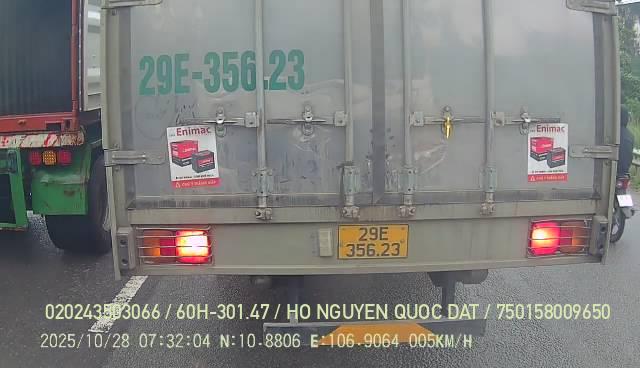 29E-356.23
Enimac
Enimac
29E
356.23
020243503066 / 60H-301.47 / HO NGUYEN QUOC DAT / 750158009650
2025/10/28 07:32:04 N:10.8806 E:106.9064 005KM/H